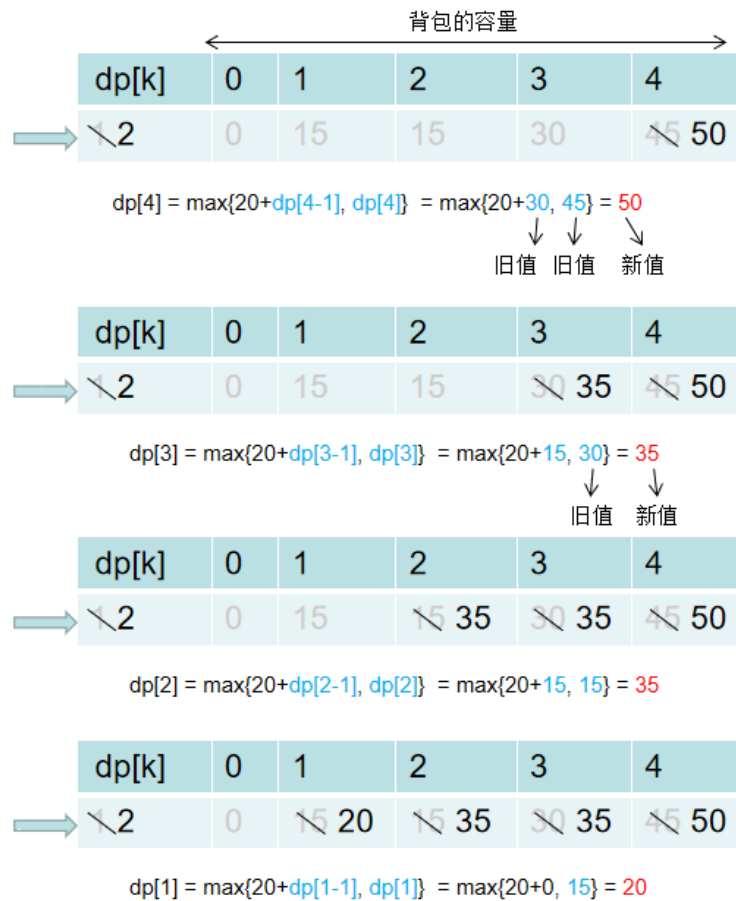 背包的容量
dp[k] 0 1 2 3 4
1 2 0 15 15 30 45 50
dp[4] = max{20+dp[4-1], dp[4]} = max{20+30, 45} = 50
旧值 旧值 新值
dp[k] 0 1 2 3 4
1 2 0 15 15 30 35 45 50
dp[3] = max{20+dp[3-1], dp[3]} = max{20+15, 30} = 35
旧值 新值
dp[k] 0 1 2 3 4
1 2 0 15 15 35 30 35 45 50
dp[2] = max{20+dp[2-1], dp[2]} = max{20+15, 15} = 35
dp[k] 0 1 2 3 4
1 2 0 15 20 15 35 30 35 45 50
dp[1] = max{20+dp[1-1], dp[1]} = max{20+0, 15} = 20